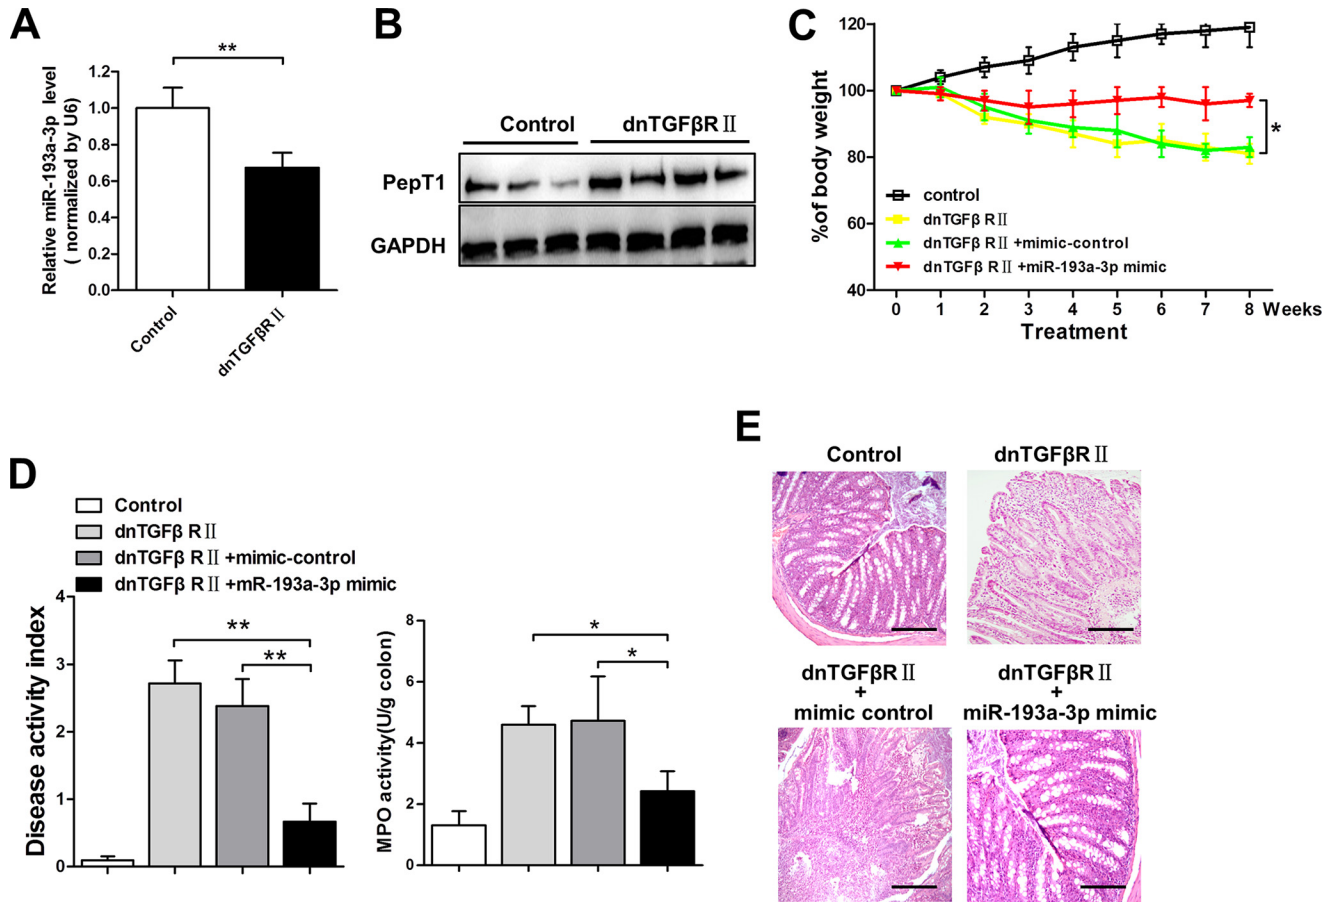 A
**
Relative miR-193a-3p level
( normalized by U6)
1.2
1.0
0.8
0.6
0.4
0.2
0.0
Control
dnTGFβRⅡ
B
Control
dnTGFβRⅡ
PepT1
GAPDH
C
%of body weight
120
100
80
60
40
*
control
dnTGFβ RⅡ
dnTGFβ RⅡ +mimic-control
dnTGFβ RⅡ +miR-193a-3p mimic
0 1 2 3 4 5 6 7 8 Weeks
Treatment
D
Control
dnTGFβ RⅡ
dnTGFβ RⅡ +mimic-control
dnTGFβ RⅡ +mR-193a-3p mimic
Disease activity index
4
3
2
1
0
**
**
MPO activity(U/g colon)
8
6
4
2
0
*
*
E
Control
dnTGFβRⅡ
dnTGFβRⅡ
+
mimic control
dnTGFβRⅡ
+
miR-193a-3p mimic